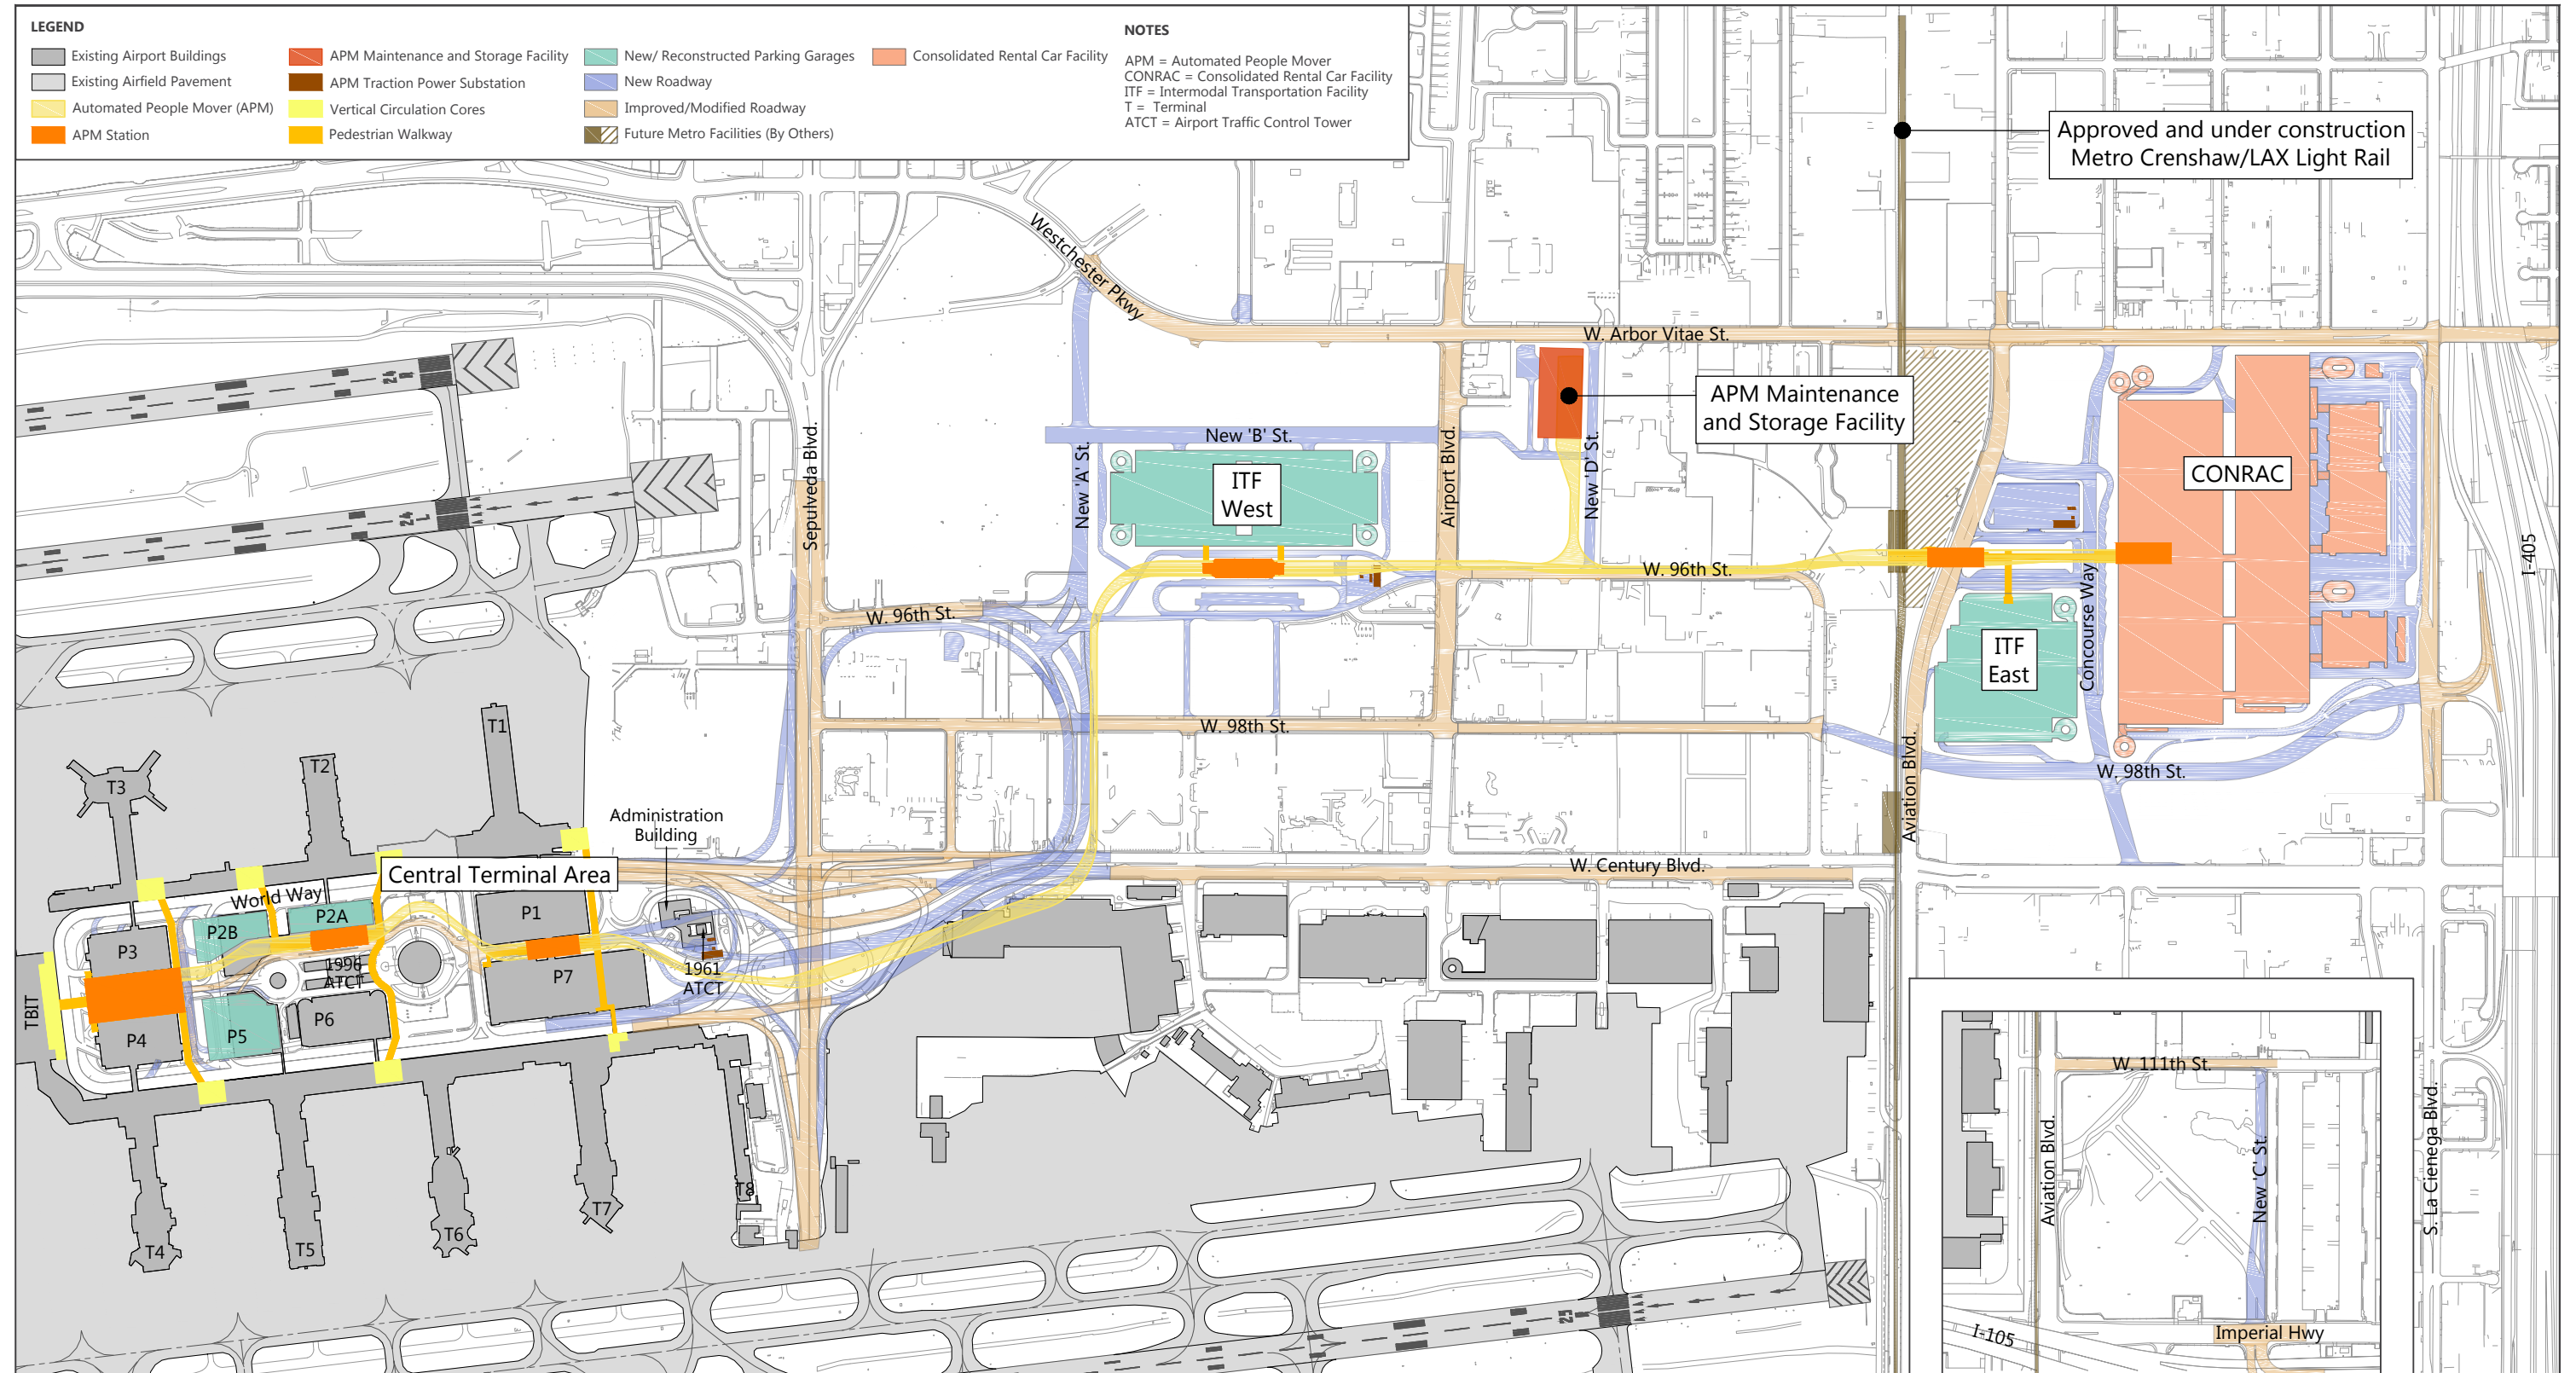 LEGEND
Existing Airport Buildings
Existing Airfield Pavement
Automated People Mover (APM)
APM Station
APM Maintenance and Storage Facility
APM Traction Power Substation
Vertical Circulation Cores
Pedestrian Walkway
New/ Reconstructed Parking Garages
New Roadway
Improved/Modified Roadway
Future Metro Facilities (By Others)
Consolidated Rental Car Facility
NOTES
APM = Automated People Mover
CONRAC = Consolidated Rental Car Facility
ITF = Intermodal Transportation Facility
T = Terminal
ATCT = Airport Traffic Control Tower
Approved and under construction
Metro Crenshaw/LAX Light Rail
Westchester Pkwy
W. Arbor Vitae St.
APM Maintenance
and Storage Facility
24
R
24
L
Sepulveda Blvd.
New 'A' St.
New 'B' St.
ITF
West
Airport Blvd.
New 'D' St.
CONRAC
I-405
W. 96th St.
W. 96th St.
Concourse Way
ITF
East
W. 98th St.
W. 98th St.
Aviation Blvd.
T1
T2
T3
Administration
Building
Central Terminal Area
W. Century Blvd.
World Way
P2A
P1
P2B
P3
1996
ATCT
P7
1961
ATCT
TBIT
P4
P5
P6
T8
T7
T6
T5
T4
25
W. 111th St.
Aviation Blvd.
New 'C' St.
S. La Cienega Blvd.
I-105
Imperial Hwy